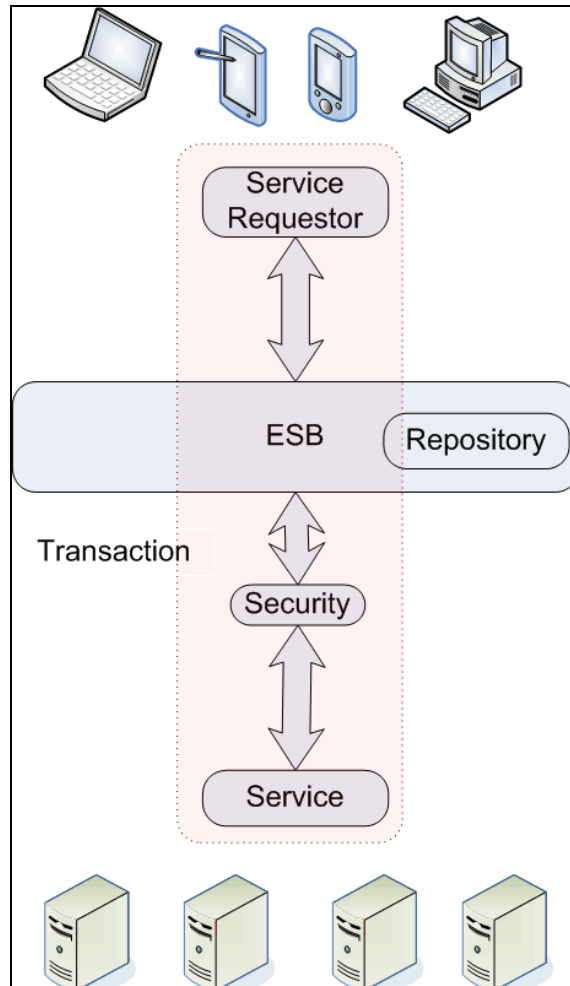 Service
Requestor
ESB
Repository
Transaction
Security
Service